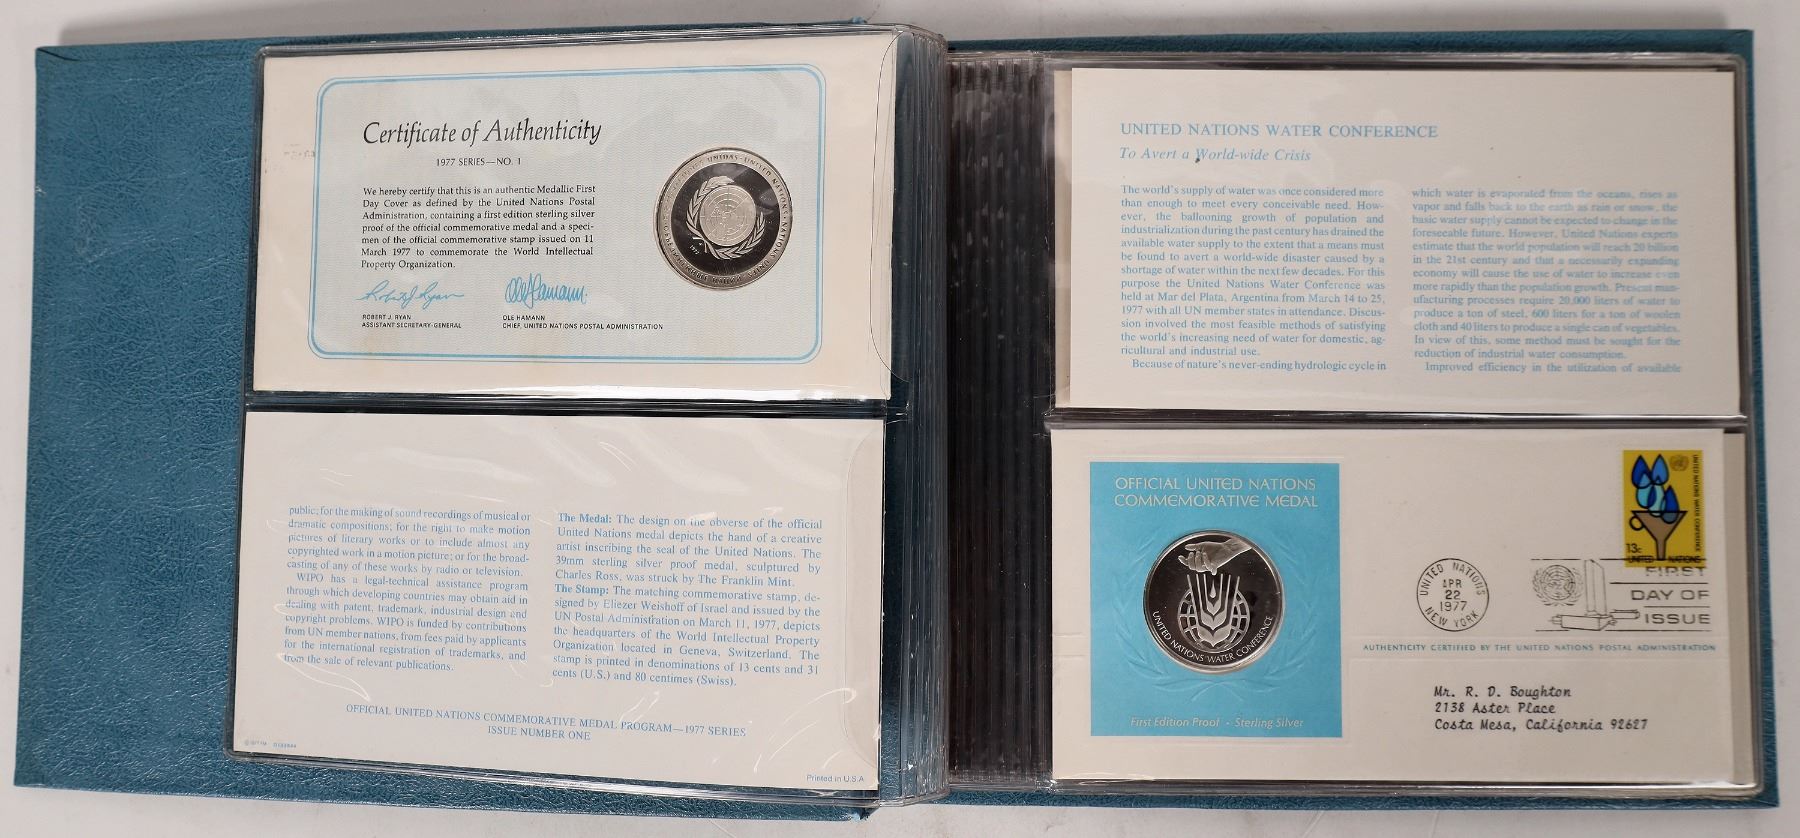 Certificate of Authenticity
1977 SERIES—NO. 1
We hereby certify that this is an authentic Medallic First
Day Cover as defined by the United Nations Postal
Administration, containing a first edition sterling silver
proof of the official commemorative medal and a speci-
men of the official commemorative stamp issued on 11
March 1977 to commemorate the World Intellectual
Property Organization.
ROBERT J. RYAN
ASSISTANT SECRETARY-GENERAL
OLE HAMANN
CHIEF, UNITED NATIONS POSTAL ADMINISTRATION
UNIDAS · UNITED NATIONS · NATIONS UNIES
1977
public; for the making of sound recordings of musical or
dramatic compositions; for the right to make motion
pictures of literary works or to include almost any
copyrighted work in a motion picture; or for the broad-
casting of any of these works by radio or television.
WIPO has a legal-technical assistance program
through which developing countries may obtain aid in
dealing with patent, trademark, industrial design and
copyright problems. WIPO is funded by contributions
from UN member nations, from fees paid by applicants
for the international registration of trademarks, and
from the sale of relevant publications.
The Medal: The design on the obverse of the official
United Nations medal depicts the hand of a creative
artist inscribing the seal of the United Nations. The
39mm sterling silver proof medal, sculptured by
Charles Ross, was struck by The Franklin Mint.
The Stamp: The matching commemorative stamp, de-
signed by Eliezer Weishoff of Israel and issued by the
UN Postal Administration on March 11, 1977, depicts
the headquarters of the World Intellectual Property
Organization located in Geneva, Switzerland. The
stamp is printed in denominations of 13 cents and 31
cents (U.S.) and 80 centimes (Swiss).
OFFICIAL UNITED NATIONS COMMEMORATIVE MEDAL PROGRAM—1977 SERIES
ISSUE NUMBER ONE
Printed in U.S.A
UNITED NATIONS WATER CONFERENCE
To Avert a World-wide Crisis
The world's supply of water was once considered more
than enough to meet every conceivable need. How-
ever, the ballooning growth of population and
industrialization during the past century has drained the
available water supply to the extent that a means must
be found to avert a world-wide disaster caused by a
shortage of water within the next few decades. For this
purpose the United Nations Water Conference was
held at Mar del Plata, Argentina from March 14 to 25,
1977 with all UN member states in attendance. Discus-
sion involved the most feasible methods of satisfying
the world's increasing need of water for domestic, ag-
ricultural and industrial use.
Because of nature's never-ending hydrologic cycle in
which water is evaporated from the oceans, rises as
vapor and falls back to the earth as rain or snow, the
basic water supply cannot be expected to change in the
foreseeable future. However, United Nations experts
estimate that the world population will reach 20 billion
in the 21st century and that a necessarily expanding
economy will cause the use of water to increase even
more rapidly than the population growth. Present man-
ufacturing processes require 20,000 liters of water to
produce a ton of steel, 600 liters for a ton of woolen
cloth and 40 liters to produce a single can of vegetables.
In view of this, some method must be sought for the
reduction of industrial water consumption.
Improved efficiency in the utilization of available
OFFICIAL UNITED NATIONS
COMMEMORATIVE MEDAL
UNITED NATIONS WATER CONFERENCE
First Edition Proof · Sterling Silver
UNITED NATIONS WATER CONFERENCE
13c
UNITED NATIONS
UNITED NATIONS
APR
22
1977
NEW YORK
FIRST
DAY OF
ISSUE
AUTHENTICITY CERTIFIED BY THE UNITED NATIONS POSTAL ADMINISTRATION
Mr. R. D. Boughton
2138 Aster Place
Costa Mesa, California 92627